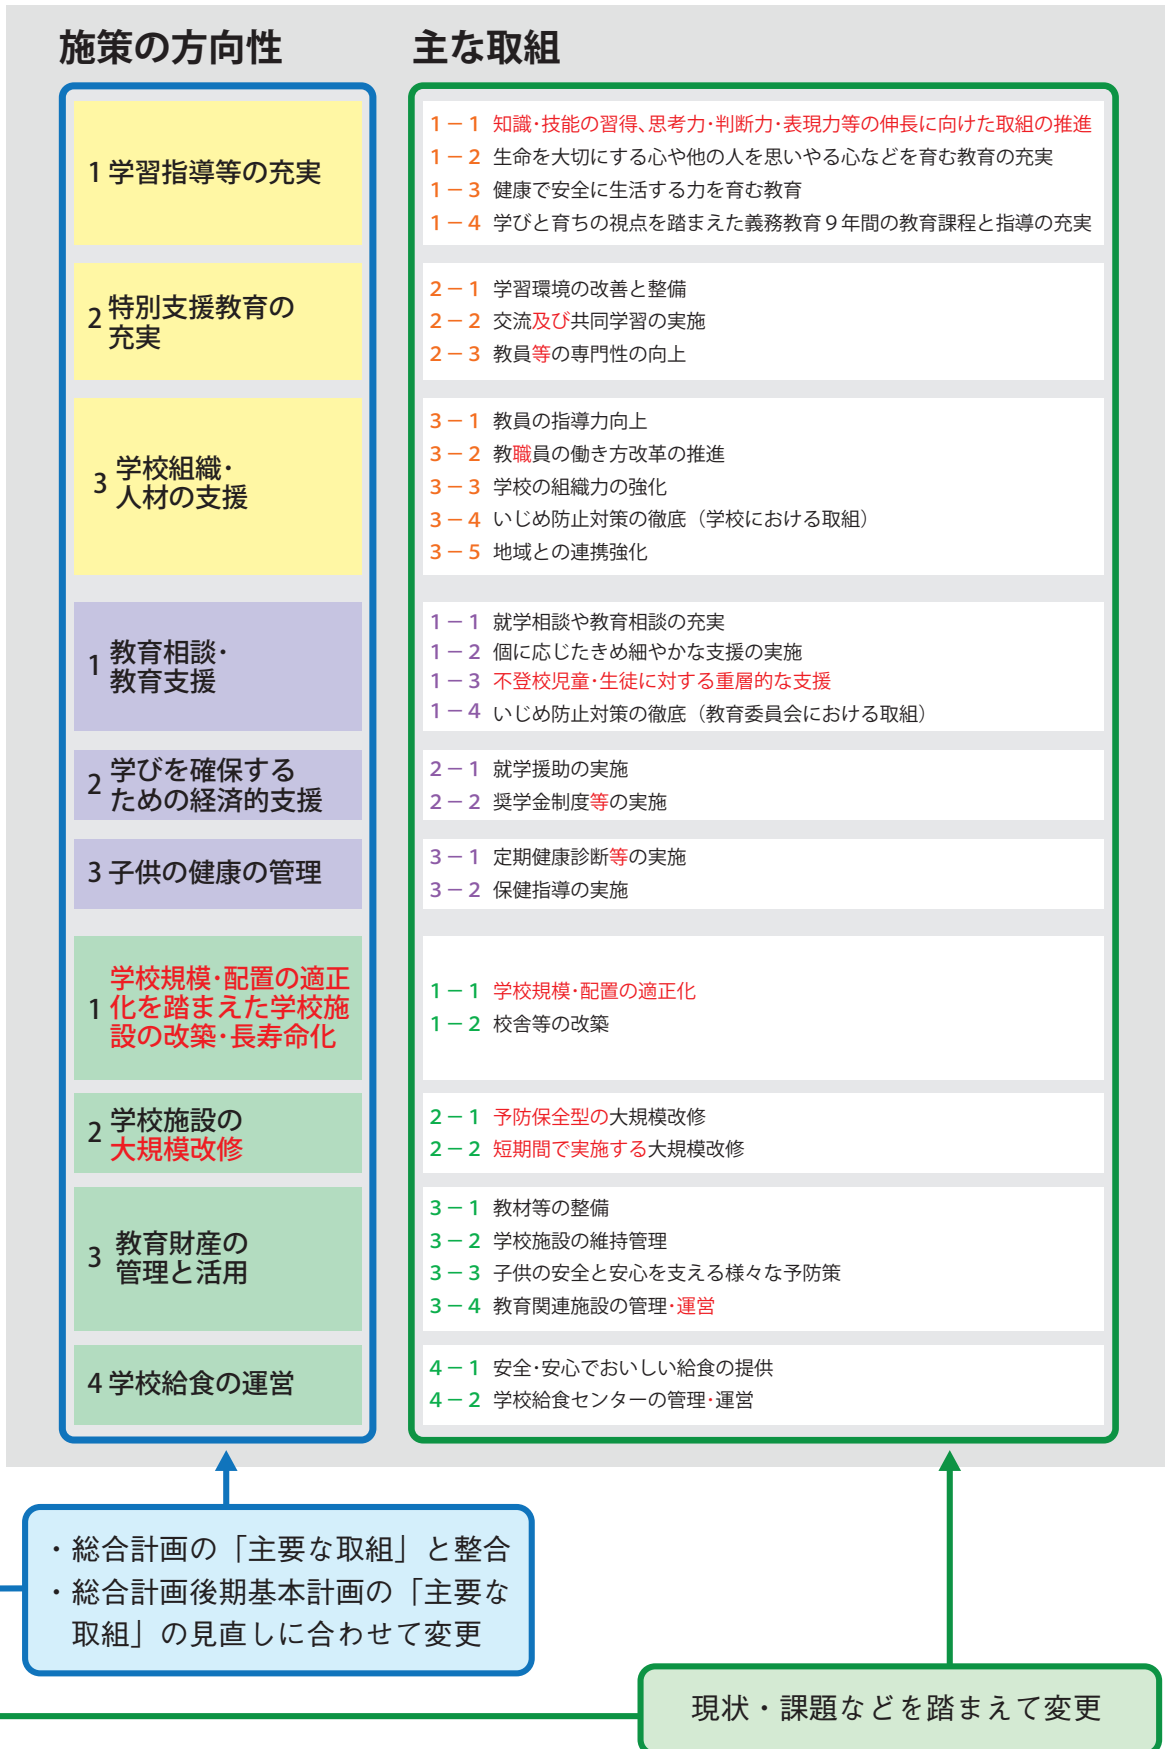 施策の方向性
主な取組
1 学習指導等の充実
1－1 知識・技能の習得、思考力・判断力・表現力等の伸長に向けた取組の推進
1－2 生命を大切にする心や他の人を思いやる心などを育む教育の充実
1－3 健康で安全に生活する力を育む教育
1－4 学びと育ちの視点を踏まえた義務教育９年間の教育課程と指導の充実
2 特別支援教育の
充実
2－1 学習環境の改善と整備
2－2 交流及び共同学習の実施
2－3 教員等の専門性の向上
3 学校組織・
人材の支援
3－1 教員の指導力向上
3－2 教職員の働き方改革の推進
3－3 学校の組織力の強化
3－4 いじめ防止対策の徹底（学校における取組）
3－5 地域との連携強化
1 教育相談・
教育支援
1－1 就学相談や教育相談の充実
1－2 個に応じたきめ細やかな支援の実施
1－3 不登校児童・生徒に対する重層的な支援
1－4 いじめ防止対策の徹底（教育委員会における取組）
2 学びを確保する
ための経済的支援
2－1 就学援助の実施
2－2 奨学金制度等の実施
3 子供の健康の管理
3－1 定期健康診断等の実施
3－2 保健指導の実施
1 学校規模・配置の適正
化を踏まえた学校施
設の改築・長寿命化
1－1 学校規模・配置の適正化
1－2 校舎等の改築
2 学校施設の
大規模改修
2－1 予防保全型の大規模改修
2－2 短期間で実施する大規模改修
3 教育財産の
管理と活用
3－1 教材等の整備
3－2 学校施設の維持管理
3－3 子供の安全と安心を支える様々な予防策
3－4 教育関連施設の管理・運営
4 学校給食の運営
4－1 安全・安心でおいしい給食の提供
4－2 学校給食センターの管理・運営
・総合計画の「主要な取組」と整合
・総合計画後期基本計画の「主要な
取組」の見直しに合わせて変更
現状・課題などを踏まえて変更